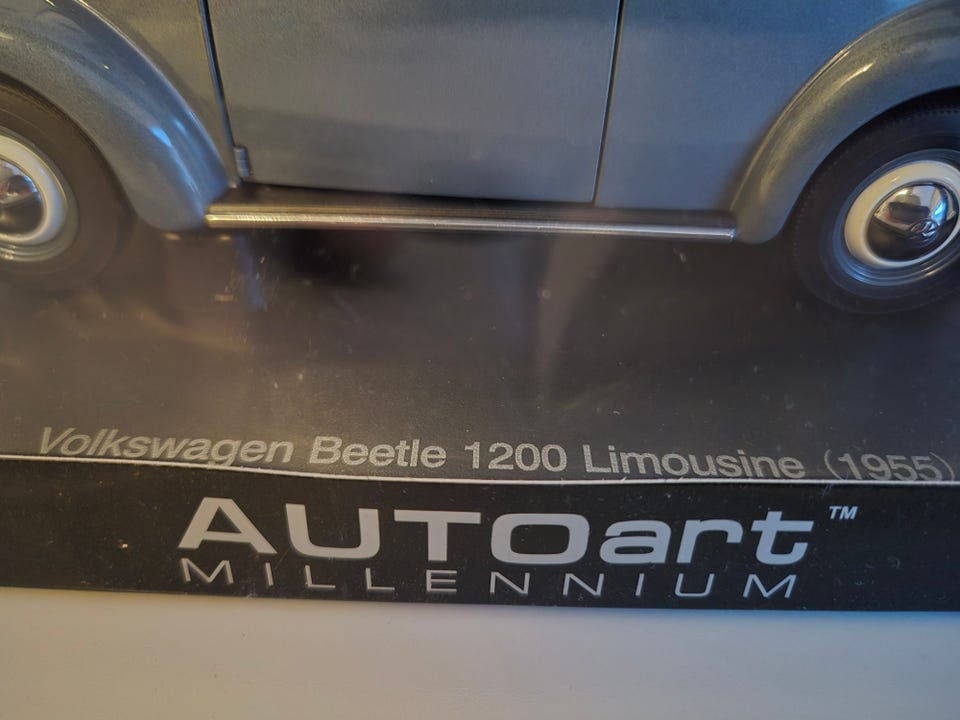 Volkswagen Beetle 1200 Limousine (1955)
AUTOart™
MILLENNIUM